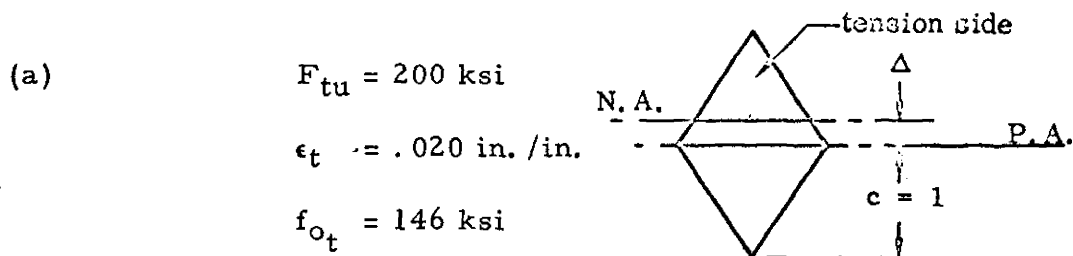 tension side
(a)
F_tu = 200 ksi
Δ
N. A.
ϵ_t = .020 in. /in.
P.A.
c = 1
f_o_t = 146 ksi